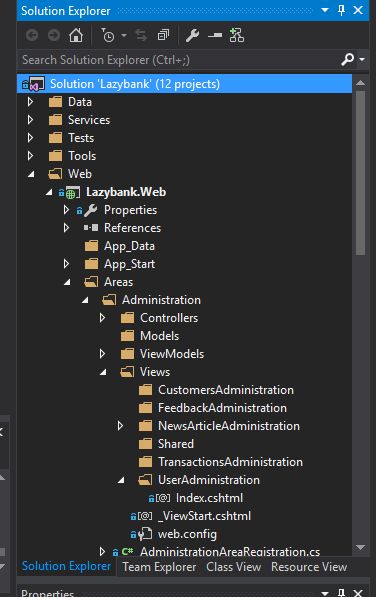 Solution Explorer
Search Solution Explorer (Ctrl+;)
Solution 'Lazybank' (12 projects)
Data
Services
Tests
Tools
Web
Lazybank.Web
Properties
References
App_Data
App_Start
Areas
Administration
Controllers
Models
ViewModels
Views
CustomersAdministration
FeedbackAdministration
NewsArticleAdministration
Shared
TransactionsAdministration
UserAdministration
[@] Index.cshtml
[@] _ViewStart.cshtml
web.config
C# AdministrationAreaRegistration.cs
Solution Explorer Team Explorer Class View Resource View
Properties